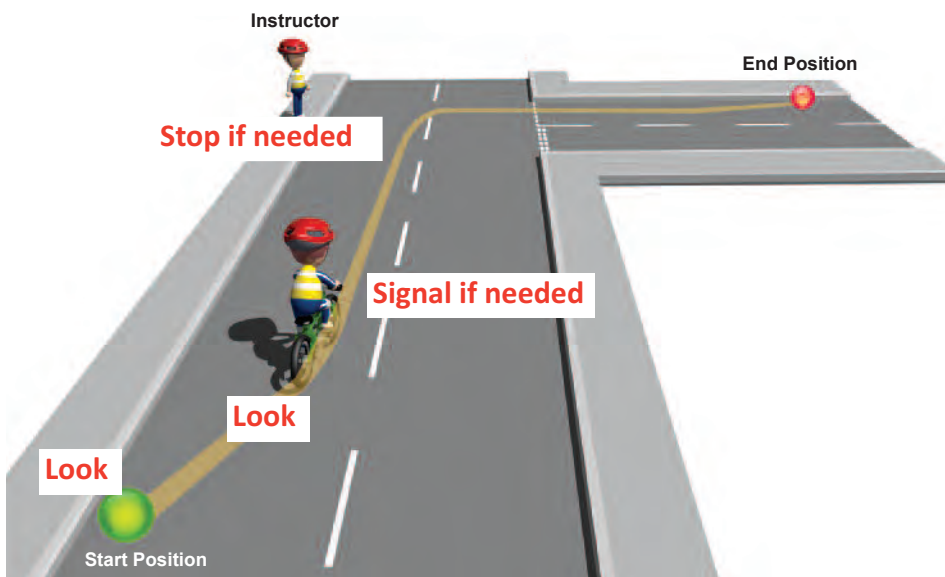 Instructor
End Position
Stop if needed
Signal if needed
Look
Look
Start Position